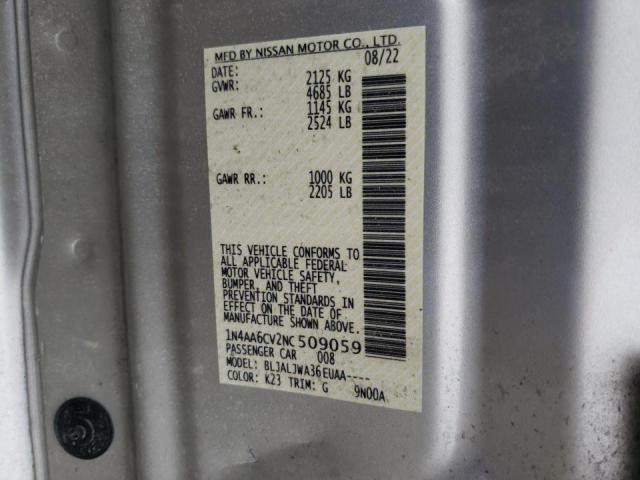 MFD BY NISSAN MOTOR CO., LTD.
DATE: 08/22
GVWR: 2125 KG
4685 LB
GAWR FR.: 1145 KG
2524 LB
GAWR RR.: 1000 KG
2205 LB
THIS VEHICLE CONFORMS TO
ALL APPLICABLE FEDERAL
MOTOR VEHICLE SAFETY,
BUMPER, AND THEFT
PREVENTION STANDARDS IN
EFFECT ON THE DATE OF
MANUFACTURE SHOWN ABOVE.
1N4AA6CV2NC509059
PASSENGER CAR 008
MODEL: BLJALJWA36EUAA----
COLOR: K23 TRIM: G 9N00A